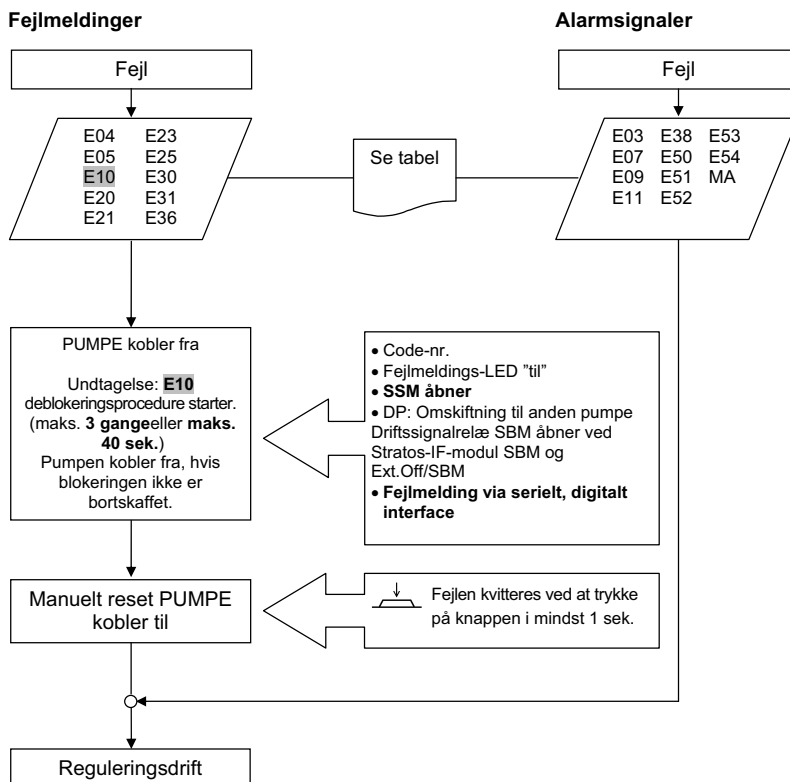 Fejlmeldinger
Alarmsignaler
Fejl
Fejl
E04 E23
E05 E25
E10 E30
E20 E31
E21 E36
Se tabel
E03 E38 E53
E07 E50 E54
E09 E51 MA
E11 E52
PUMPE kobler fra
Undtagelse: E10
deblokeringsprocedure starter.
(maks. 3 gangeeller maks.
40 sek.)
Pumpen kobler fra, hvis
blokeringen ikke er
bortskaffet.
• Code-nr.
• Fejlmeldings-LED ”til”
• SSM åbner
• DP: Omskiftning til anden pumpe
Driftssignalrelæ SBM åbner ved
Stratos-IF-modul SBM og
Ext.Off/SBM
• Fejlmelding via serielt, digitalt
interface
Manuelt reset PUMPE
kobler til
Fejlen kvitteres ved at trykke
på knappen i mindst 1 sek.
Reguleringsdrift